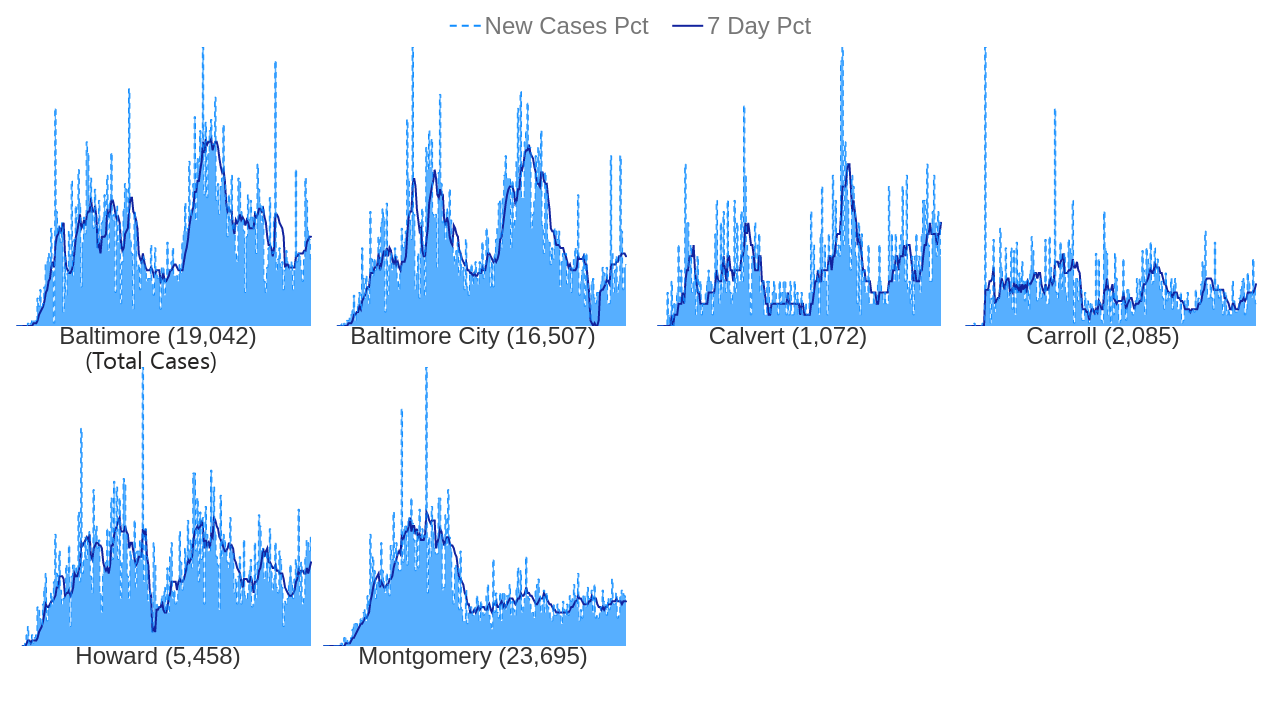 New Cases Pct 7 Day Pct
Baltimore (19,042)
(Total Cases)
Baltimore City (16,507)
Calvert (1,072)
Carroll (2,085)
Howard (5,458)
Montgomery (23,695)